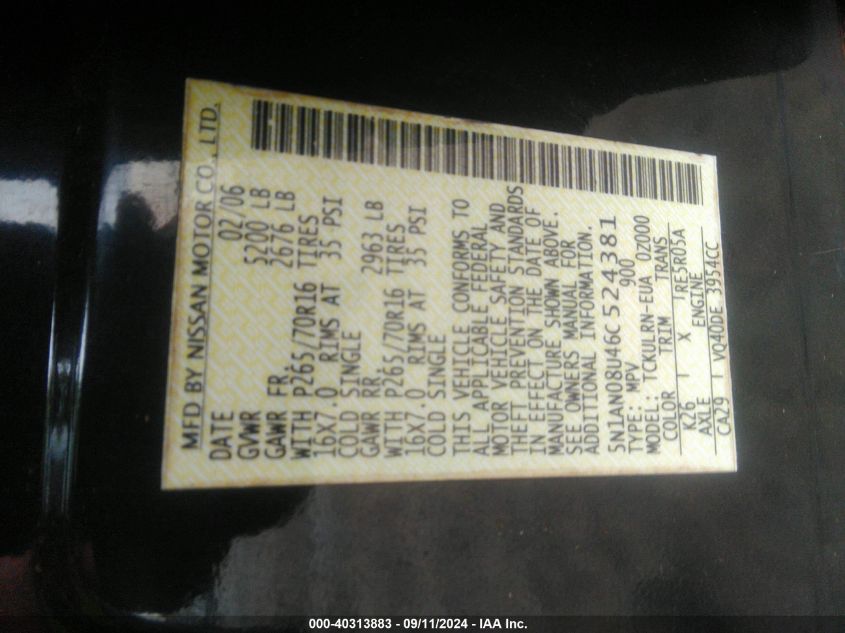 MFD BY NISSAN MOTOR CO., LTD.
DATE 02/06
GVWR 5200 LB
GAWR FR. 2676 LB
WITH P265/70R16 TIRES
16X7.0 RIMS AT 35 PSI
COLD SINGLE
GAWR RR 2963 LB
WITH P265/70R16 TIRES
16X7.0 RIMS AT 35 PSI
COLD SINGLE
THIS VEHICLE CONFORMS TO
ALL APPLICABLE FEDERAL
MOTOR VEHICLE SAFETY AND
THEFT PREVENTION STANDARDS
IN EFFECT ON THE DATE OF
MANUFACTURE SHOWN ABOVE.
SEE OWNERS MANUAL FOR
ADDITIONAL INFORMATION.
5N1AN08U46C524381
TYPE: MPV 900
MODEL: TCKULRN-EUA 0Z000
COLOR TRIM TRANS
K26 X RE5R05A
AXLE ENGINE
CA29 VQ40DE 3954CC
000-40313883 - 09/11/2024 - IAA Inc.